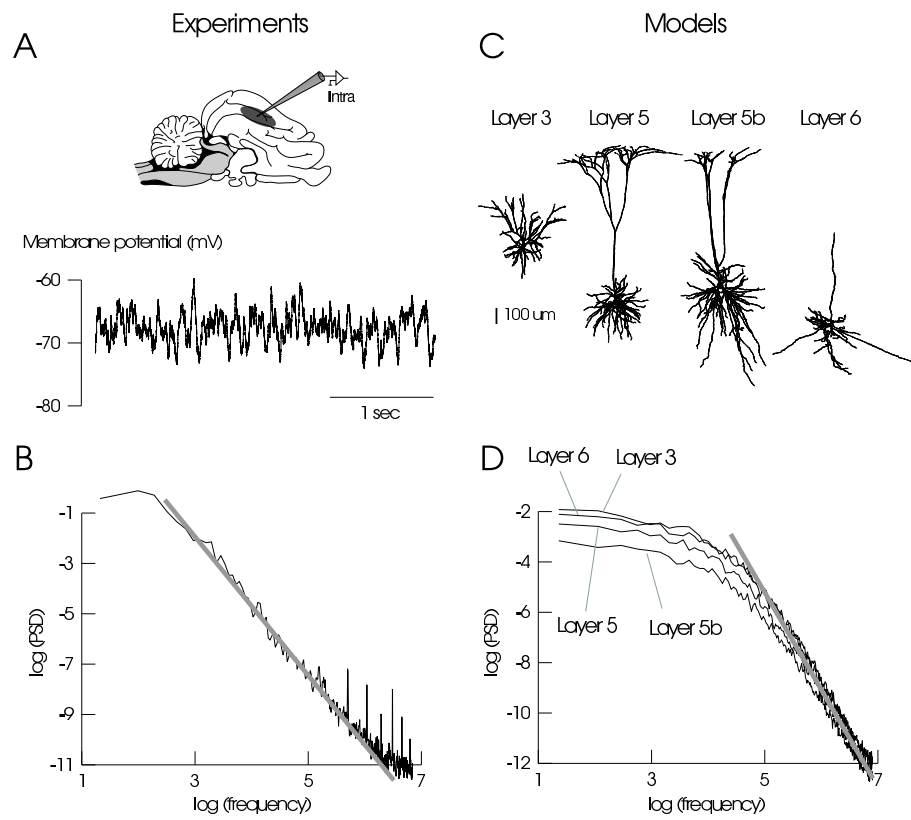 Experiments
A
Intra
Membrane potential (mV)
-60
-70
-80
1 sec
B
log (PSD)
-1
-3
-5
-7
-9
-11
1 3 5 7
log (frequency)
Models
C
Layer 3 Layer 5 Layer 5b Layer 6
100 um
D
Layer 6 Layer 3
Layer 5 Layer 5b
log (PSD)
-2
-4
-6
-8
-10
-12
1 3 5 7
log (frequency)